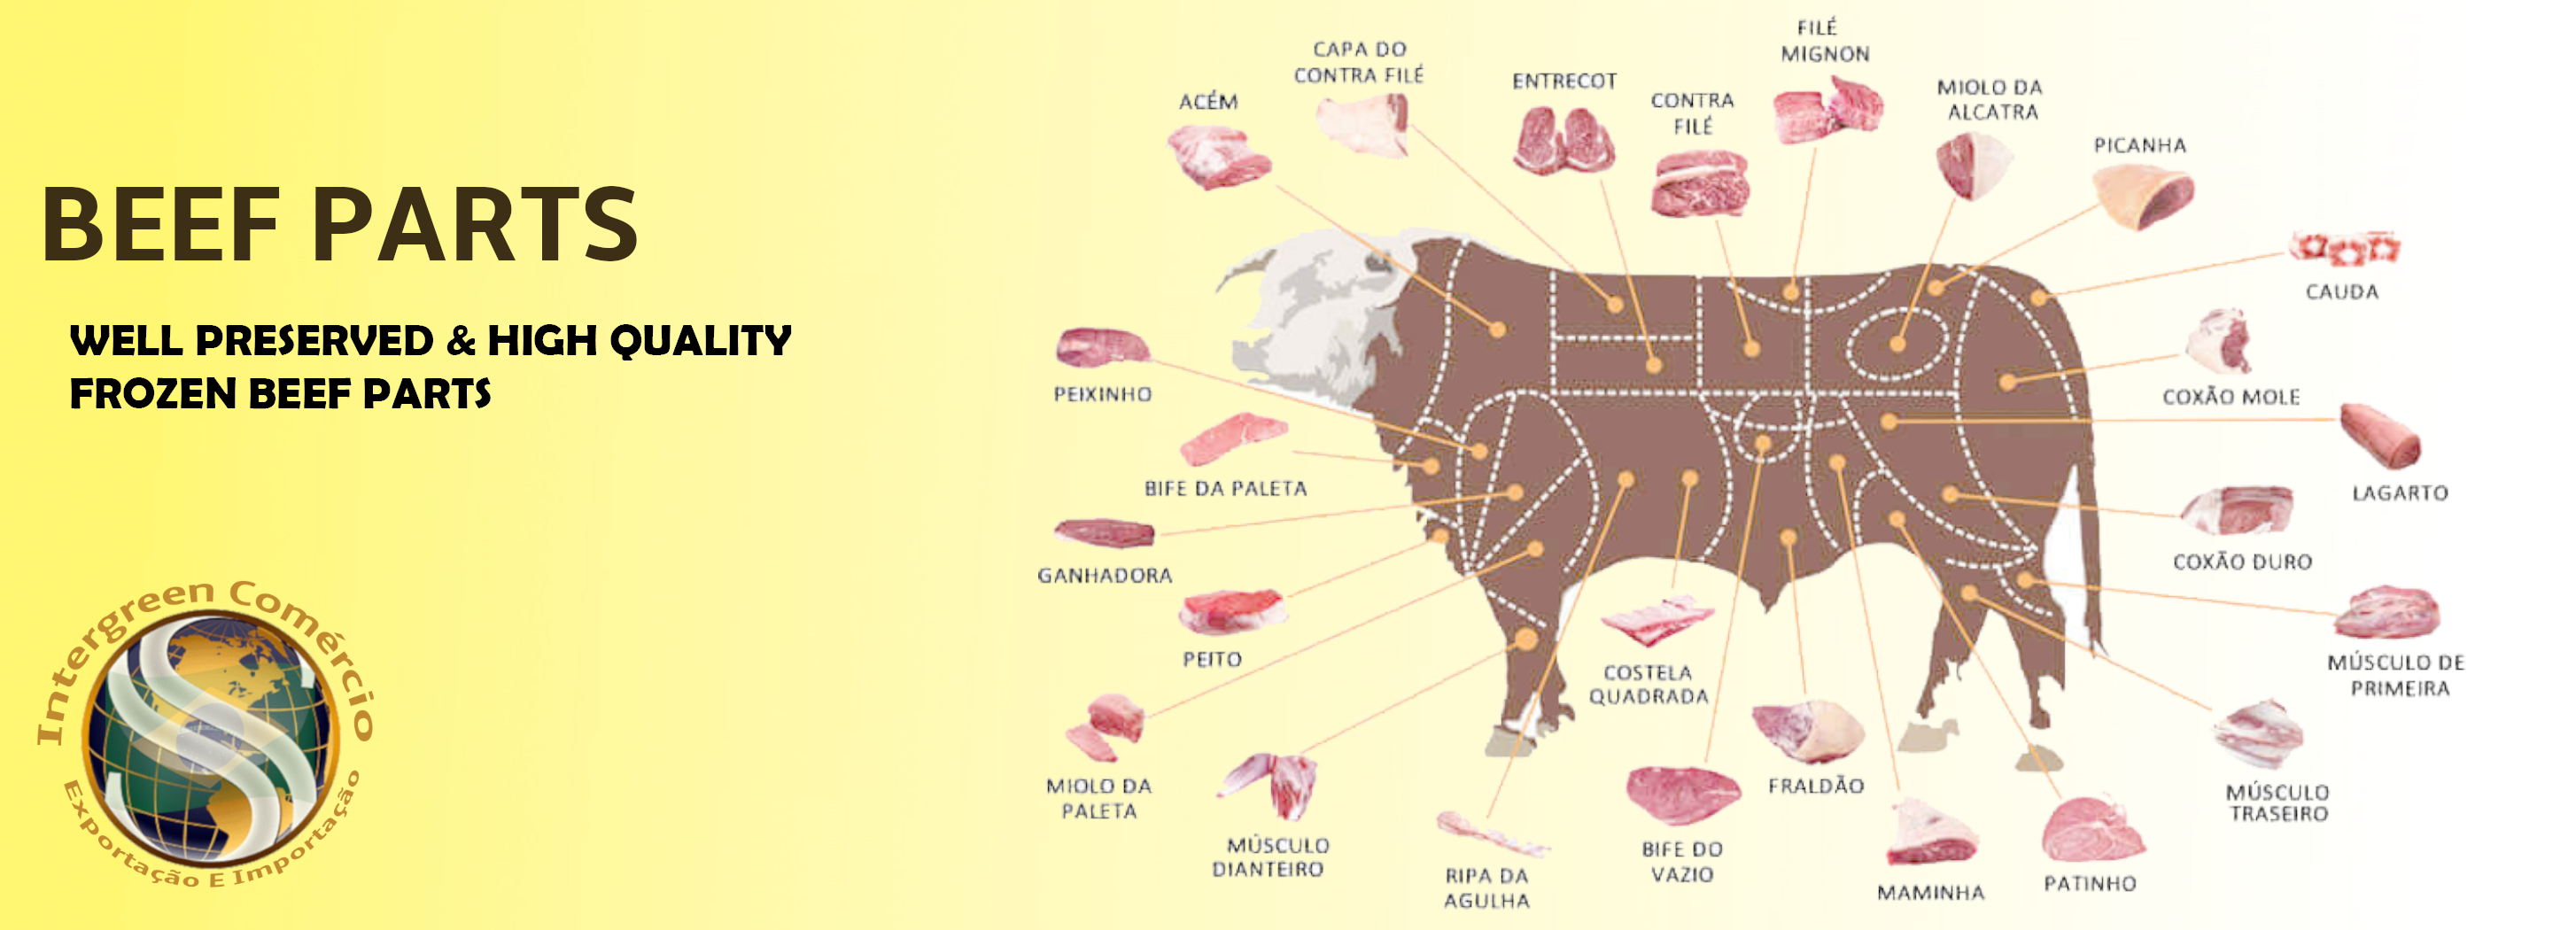 BEEF PARTS
WELL PRESERVED & HIGH QUALITY
FROZEN BEEF PARTS
Intergreen Comércio
Exportação E Importação
ACÉM
CAPA DO
CONTRA FILÉ
ENTRECOT
CONTRA
FILÉ
FILÉ
MIGNON
MIOLO DA
ALCATRA
PICANHA
CAUDA
COXÃO MOLE
LAGARTO
COXÃO DURO
MÚSCULO DE
PRIMEIRA
MÚSCULO
TRASEIRO
PATINHO
MAMINHA
FRALDÃO
BIFE DO
VAZIO
COSTELA
QUADRADA
RIPA DA
AGULHA
MÚSCULO
DIANTEIRO
MIOLO DA
PALETA
PEITO
GANHADORA
BIFE DA PALETA
PEIXINHO